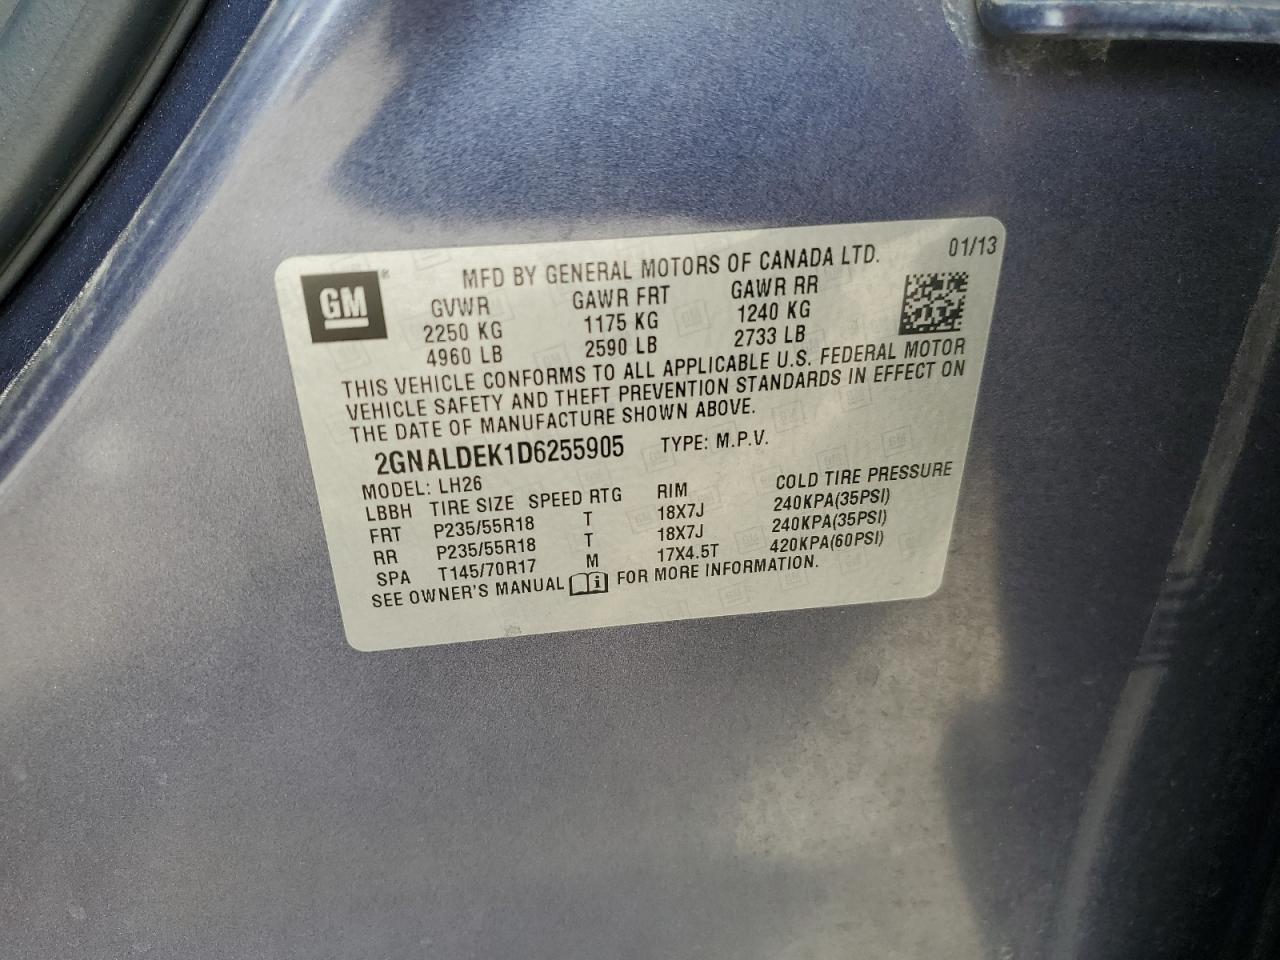 GM ® MFD BY GENERAL MOTORS OF CANADA LTD. 01/13
GVWR GAWR FRT GAWR RR
2250 KG 1175 KG 1240 KG
4960 LB 2590 LB 2733 LB
THIS VEHICLE CONFORMS TO ALL APPLICABLE U.S. FEDERAL MOTOR
VEHICLE SAFETY AND THEFT PREVENTION STANDARDS IN EFFECT ON
THE DATE OF MANUFACTURE SHOWN ABOVE.
2GNALDEK1D6255905 TYPE: M.P.V.
MODEL: LH26
LBBH TIRE SIZE SPEED RTG RIM COLD TIRE PRESSURE
FRT P235/55R18 T 18X7J 240KPA(35PSI)
RR P235/55R18 T 18X7J 240KPA(35PSI)
SPA T145/70R17 M 17X4.5T 420KPA(60PSI)
SEE OWNER'S MANUAL i FOR MORE INFORMATION.